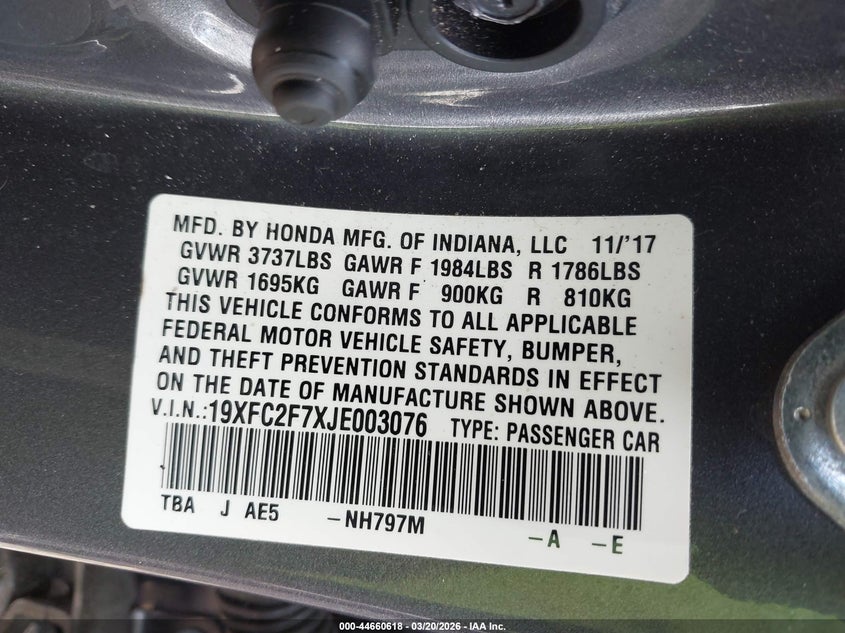 MFD. BY HONDA MFG. OF INDIANA, LLC 11/'17
GVWR 3737LBS GAWR F 1984LBS R 1786LBS
GVWR 1695KG GAWR F 900KG R 810KG
THIS VEHICLE CONFORMS TO ALL APPLICABLE
FEDERAL MOTOR VEHICLE SAFETY, BUMPER,
AND THEFT PREVENTION STANDARDS IN EFFECT
ON THE DATE OF MANUFACTURE SHOWN ABOVE.
V.I.N.:19XFC2F7XJE003076 TYPE: PASSENGER CAR
TBA J AE5 -NH797M -A -E
000-44660618 - 03/20/2026 - IAA Inc.